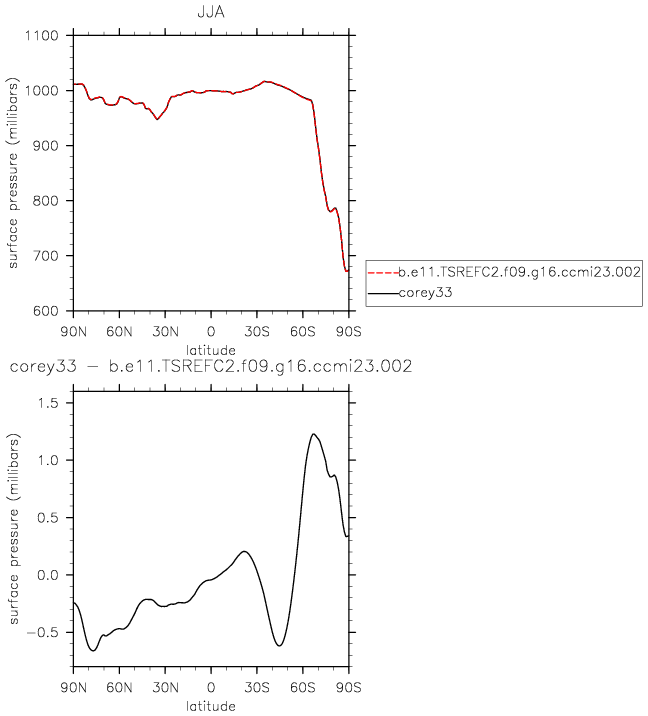 JJA
1100
1000
900
800
700
600
surface pressure (millibars)
90N 60N 30N 0 30S 60S 90S
latitude
b.e11.TSREFC2.f09.g16.ccmi23.002
corey33
corey33 − b.e11.TSREFC2.f09.g16.ccmi23.002
1.5
1.0
0.5
0.0
−0.5
surface pressure (millibars)
90N 60N 30N 0 30S 60S 90S
latitude